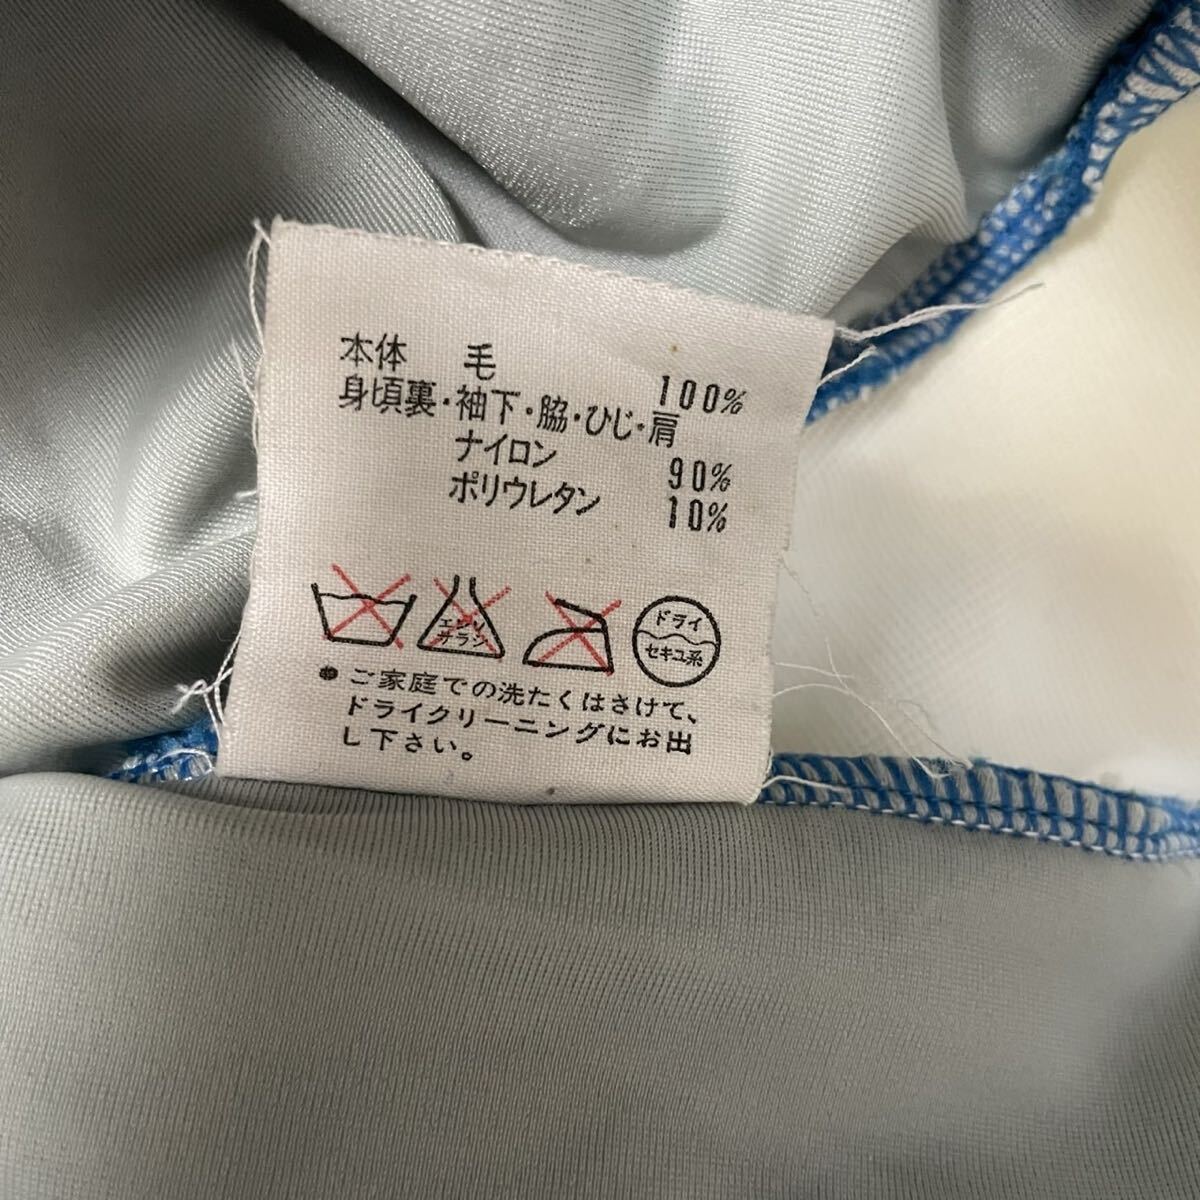 本体 毛 100%
身頃裏・袖下・脇・ひじ・肩
ナイロン 90%
ポリウレタン 10%
エンソ
サラシ
ドライ
セキユ系
● ご家庭での洗たくはさけて、
ドライクリーニングにお出
し下さい。